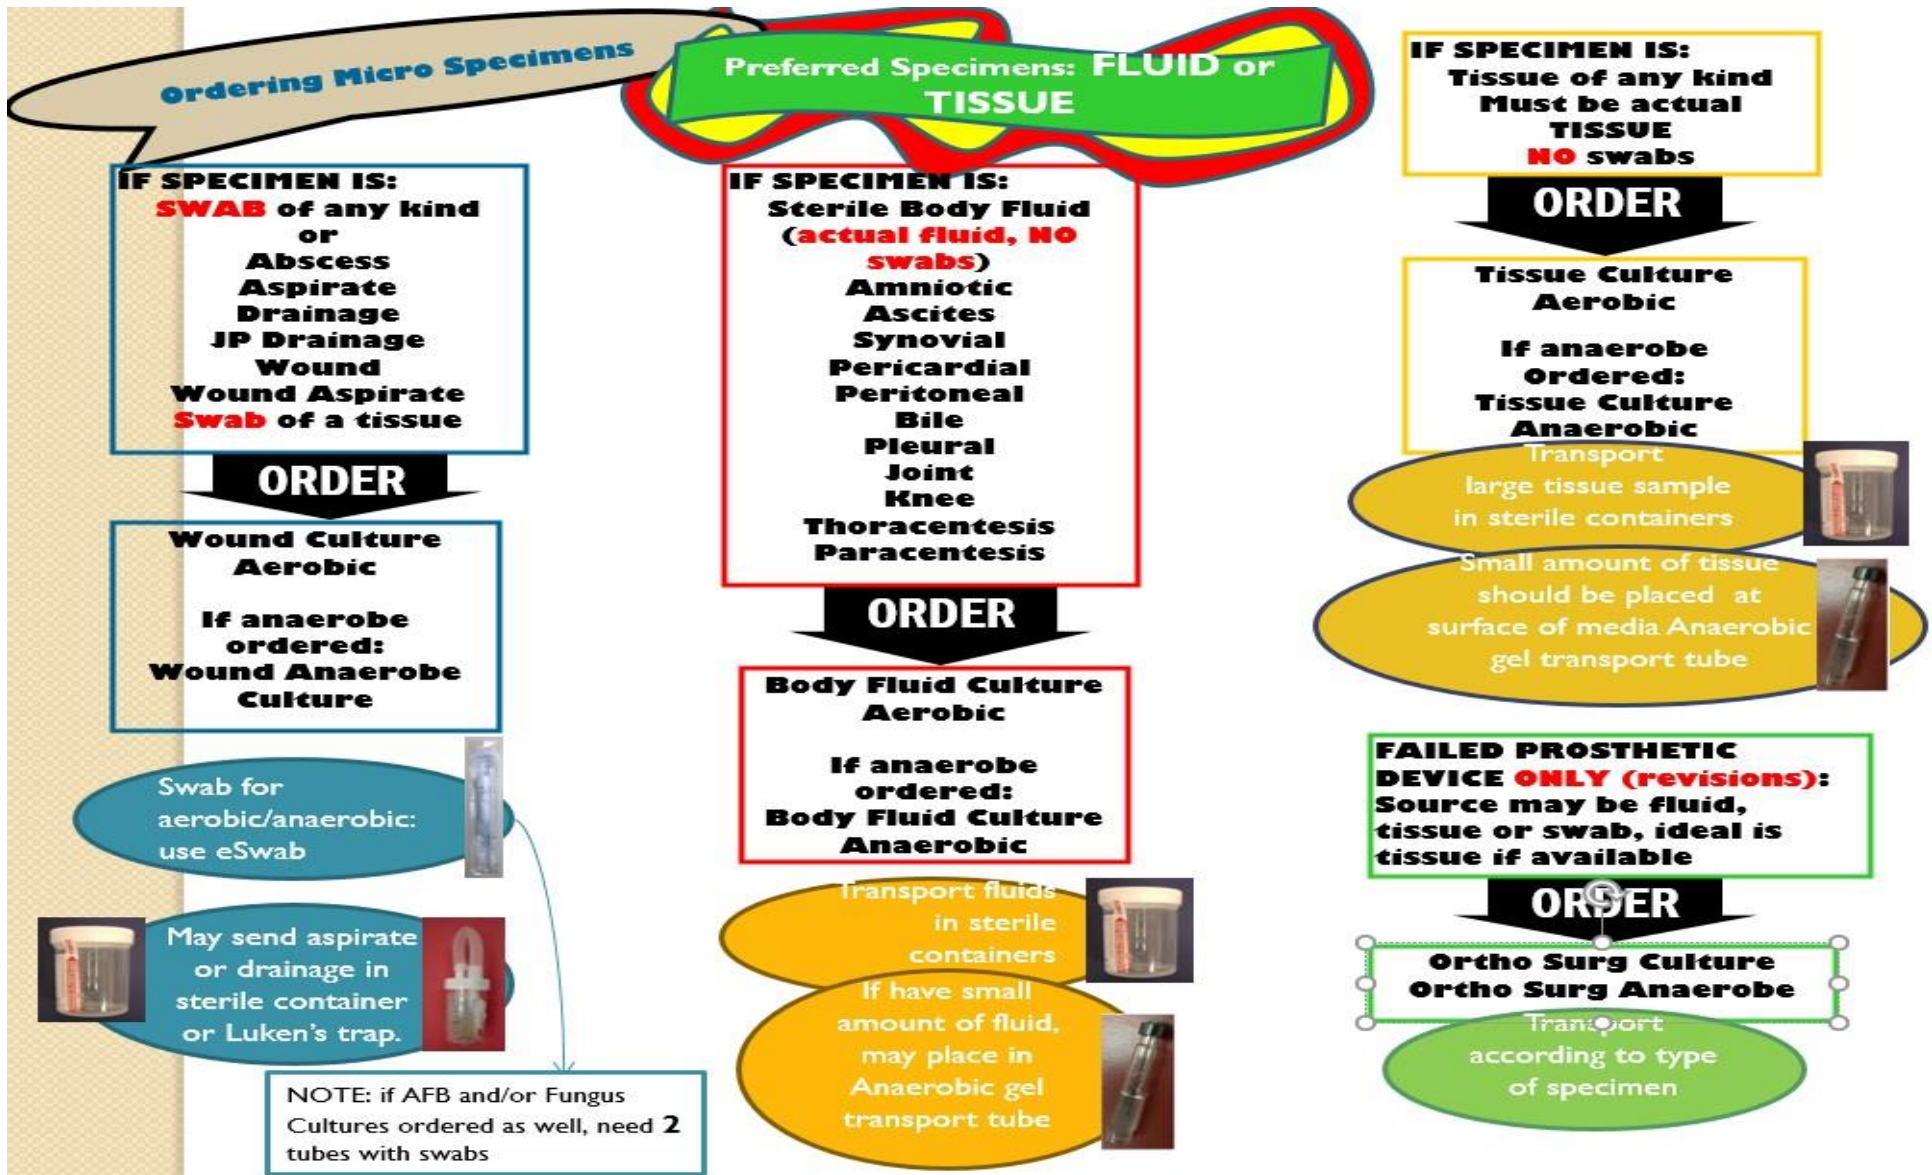 Ordering Micro Specimens
Preferred Specimens: FLUID or
TISSUE
IF SPECIMEN IS:
SWAB of any kind
or
Abscess
Aspirate
Drainage
JP Drainage
Wound
Wound Aspirate
Swab of a tissue
ORDER
Wound Culture
Aerobic
If anaerobe
ordered:
Wound Anaerobe
Culture
Swab for
aerobic/anaerobic:
use eSwab
May send aspirate
or drainage in
sterile container
or Luken's trap.
NOTE: if AFB and/or Fungus
Cultures ordered as well, need 2
tubes with swabs
IF SPECIMEN IS:
Sterile Body Fluid
(actual fluid, NO
swabs)
Amniotic
Ascites
Synovial
Pericardial
Peritoneal
Bile
Pleural
Joint
Knee
Thoracentesis
Paracentesis
ORDER
Body Fluid Culture
Aerobic
If anaerobe
ordered:
Body Fluid Culture
Anaerobic
Transport fluids
in sterile
containers
If have small
amount of fluid,
may place in
Anaerobic gel
transport tube
IF SPECIMEN IS:
Tissue of any kind
Must be actual
TISSUE
NO swabs
ORDER
Tissue Culture
Aerobic
If anaerobe
Ordered:
Tissue Culture
Anaerobic
Transport
large tissue sample
in sterile containers
Small amount of tissue
should be placed at
surface of media Anaerobic
gel transport tube
FAILED PROSTHETIC
DEVICE ONLY (revisions):
Source may be fluid,
tissue or swab, ideal is
tissue if available
ORDER
Ortho Surg Culture
Ortho Surg Anaerobe
Transport
according to type
of specimen